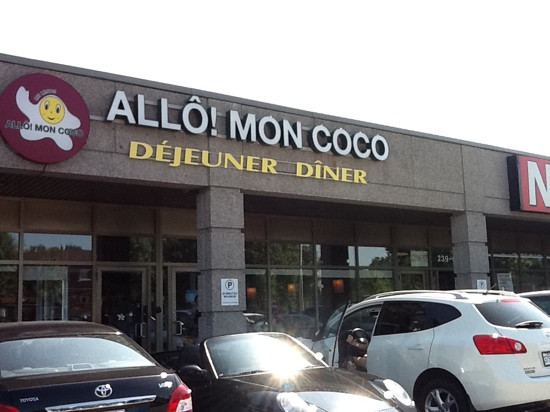 ALLÔ! MON COCO
ALLÔ! MON COCO
DÉJEUNER DÎNER
N
P
239
TOYOTA